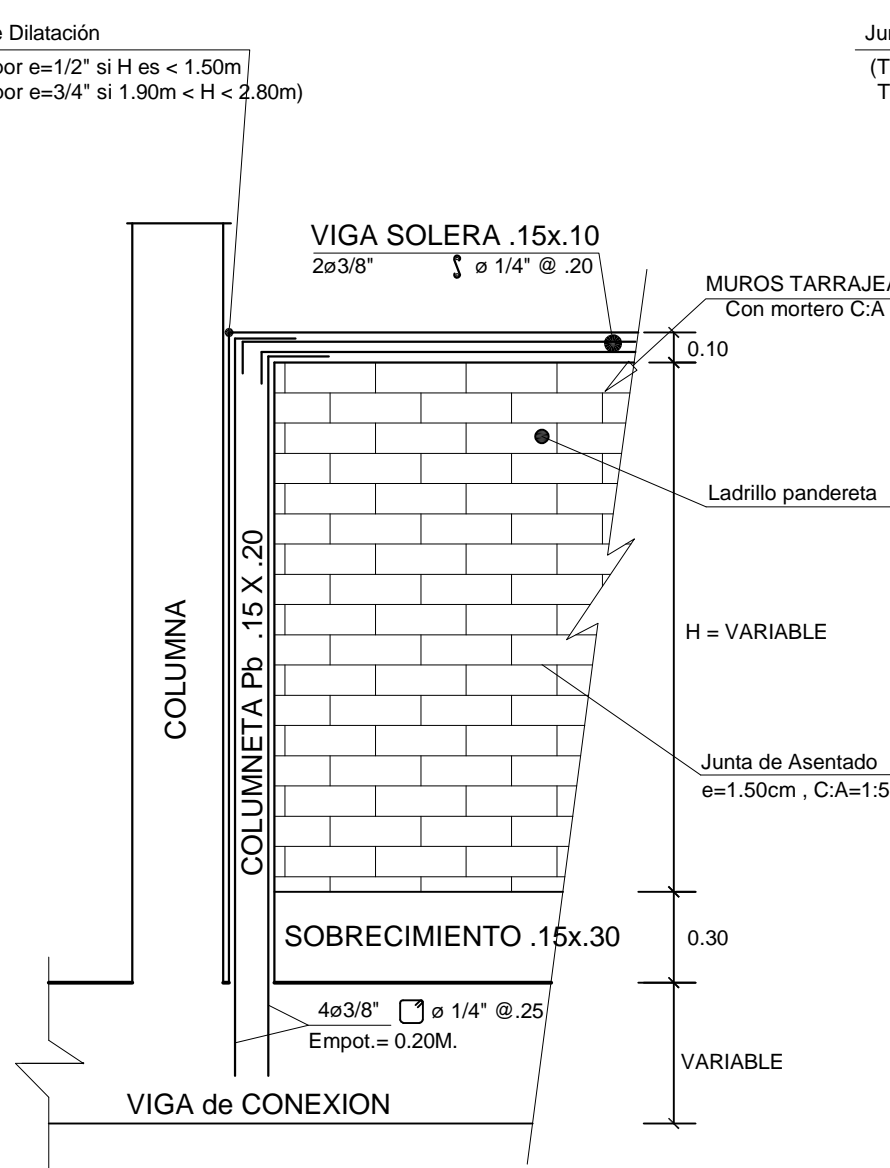 e Dilatación
por e=1/2" si H es < 1.50m
por e=3/4" si 1.90m < H < 2.80m)
Jun
(T
T
VIGA SOLERA .15x.10
2ø3/8" ø 1/4" @ .20
MUROS TARRAJEA
Con mortero C:A
0.10
Ladrillo pandereta
COLUMNA
COLUMNETA Pb .15 X .20
H = VARIABLE
Junta de Asentado
e=1.50cm , C:A=1:5
SOBRECIMIENTO .15x.30
0.30
4ø3/8" ø 1/4" @.25
Empot.= 0.20M.
VARIABLE
VIGA de CONEXION